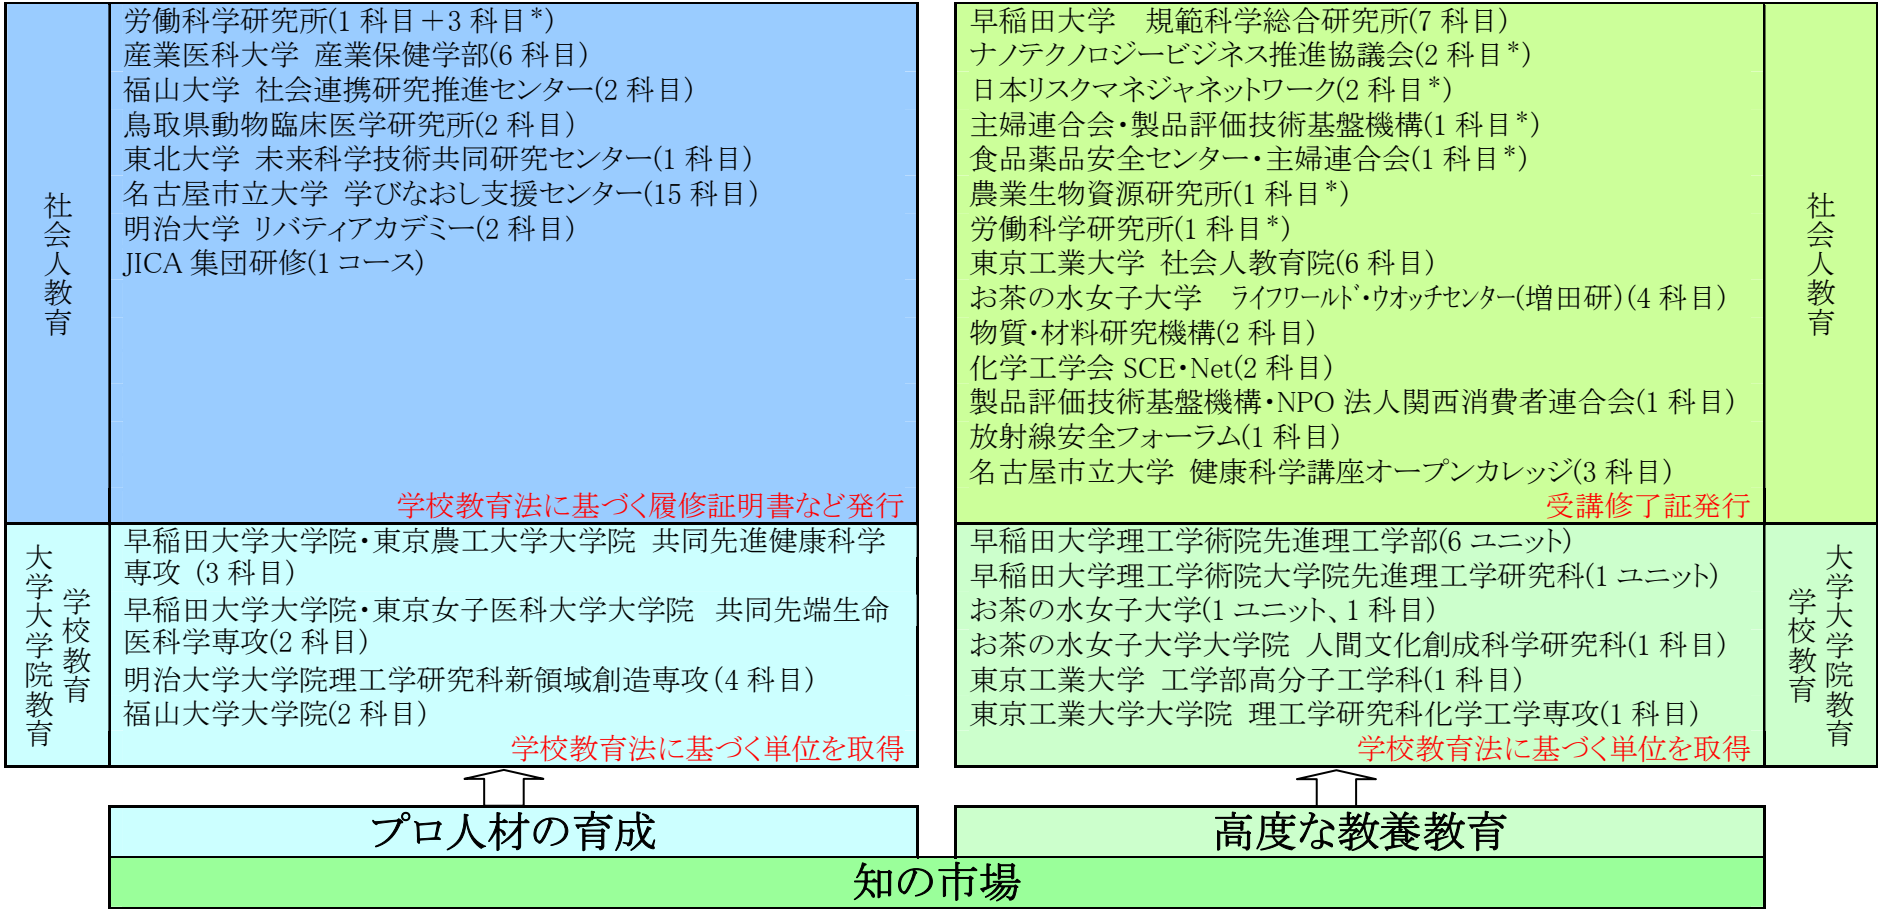 社会人教育
労働科学研究所(1 科目＋3 科目*)
産業医科大学 産業保健学部(6 科目)
福山大学 社会連携研究推進センター(2 科目)
鳥取県動物臨床医学研究所(2 科目)
東北大学 未来科学技術共同研究センター(1 科目)
名古屋市立大学 学びなおし支援センター(15 科目)
明治大学 リバティアカデミー(2 科目)
JICA 集団研修(1 コース)
学校教育法に基づく履修証明書など発行
大学大学院教育
学校教育
早稲田大学大学院・東京農工大学大学院 共同先進健康科学
専攻 (3 科目)
早稲田大学大学院・東京女子医科大学大学院 共同先端生命
医科学専攻(2 科目)
明治大学大学院理工学研究科新領域創造専攻(4 科目)
福山大学大学院(2 科目)
学校教育法に基づく単位を取得
早稲田大学 規範科学総合研究所(7 科目)
ナノテクノロジービジネス推進協議会(2 科目*)
日本リスクマネジャネットワーク(2 科目*)
主婦連合会・製品評価技術基盤機構(1 科目*)
食品薬品安全センター・主婦連合会(1 科目*)
農業生物資源研究所(1 科目*)
労働科学研究所(1 科目*)
東京工業大学 社会人教育院(6 科目)
お茶の水女子大学 ライフワールド・ウオッチセンター(増田研)(4 科目)
物質・材料研究機構(2 科目)
化学工学会 SCE・Net(2 科目)
製品評価技術基盤機構・NPO 法人関西消費者連合会(1 科目)
放射線安全フォーラム(1 科目)
名古屋市立大学 健康科学講座オープンカレッジ(3 科目)
受講修了証発行
社会人教育
早稲田大学理工学術院先進理工学部(6 ユニット)
早稲田大学理工学術院大学院先進理工学研究科(1 ユニット)
お茶の水女子大学(1 ユニット、1 科目)
お茶の水女子大学大学院 人間文化創成科学研究科(1 科目)
東京工業大学 工学部高分子工学科(1 科目)
東京工業大学大学院 理工学研究科化学工学専攻(1 科目)
学校教育法に基づく単位を取得
大学大学院教育
学校教育
プロ人材の育成
高度な教養教育
知の市場